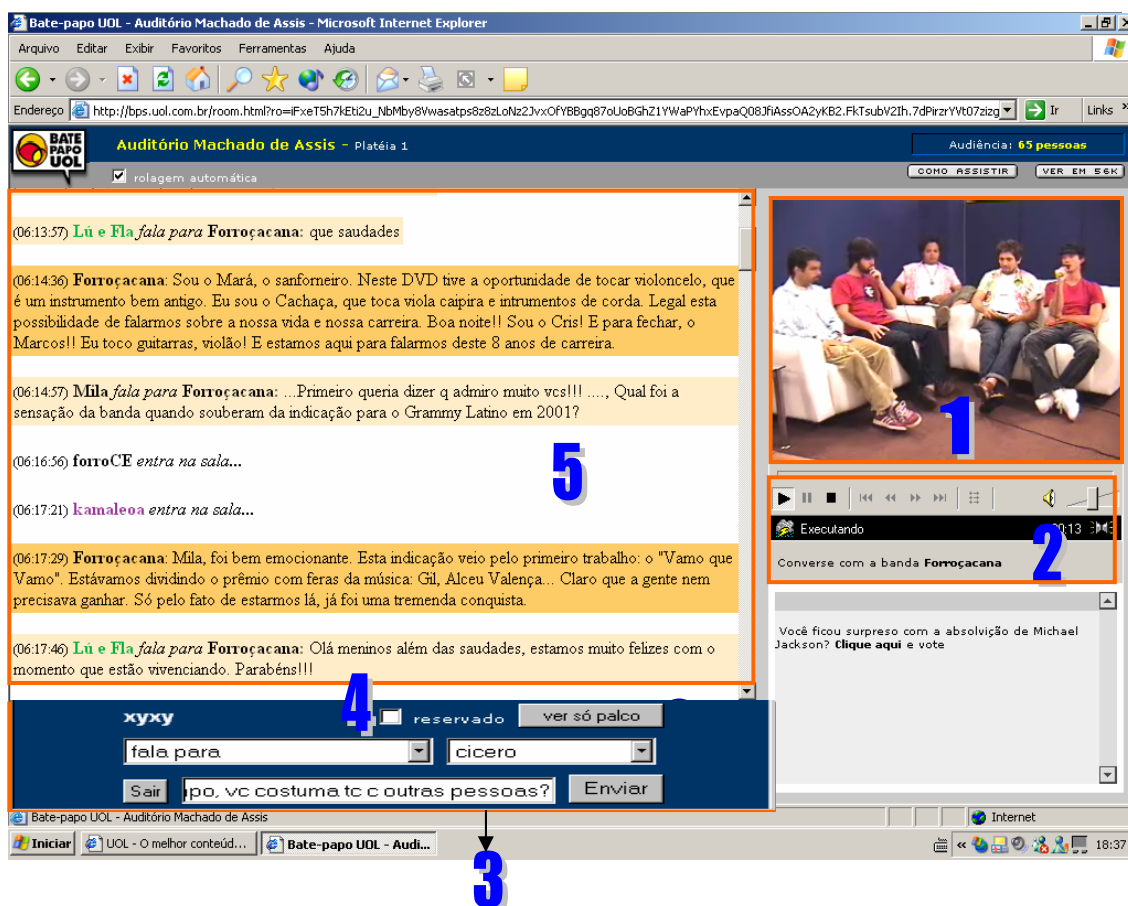 Bate-papo UOL - Auditório Machado de Assis - Microsoft Internet Explorer
Arquivo Editar Exibir Favoritos Ferramentas Ajuda
Endereço
Ir Links
BATE PAPO UOL
Auditório Machado de Assis - Platéia 1
Audiência: 65 pessoas
rolagem automática
COMO ASSISTIR VER EM 56K
(06:13:57) Lú e Fla fala para Forroçacana: que saudades
(06:14:36) Forroçacana: Sou o Mará, o sanforneiro. Neste DVD tive a oportunidade de tocar violoncelo, que
é um instrumento bem antigo. Eu sou o Cachaça, que toca viola caipira e intrumentos de corda. Legal esta
possibilidade de falarmos sobre a nossa vida e nossa carreira. Boa noite!! Sou o Cris! E para fechar, o
Marcos!! Eu toco guitarras, violão! E estamos aqui para falarmos deste 8 anos de carreira.
(06:14:57) Mila fala para Forroçacana: ...Primeiro queria dizer q admiro muito vcs!!! ...., Qual foi a
sensação da banda quando souberam da indicação para o Grammy Latino em 2001?
(06:16:56) forroCE entra na sala...
(06:17:21) kamaleoa entra na sala...
(06:17:29) Forroçacana: Mila, foi bem emocionante. Esta indicação veio pelo primeiro trabalho: o "Vamo que
Vamo". Estávamos dividindo o prêmio com feras da música: Gil, Alceu Valença... Claro que a gente nem
precisava ganhar. Só pelo fato de estarmos lá, já foi uma tremenda conquista.
(06:17:46) Lú e Fla fala para Forroçacana: Olá meninos além das saudades, estamos muito felizes com o
momento que estão vivenciando. Parabéns!!!
5
1
Executando
2
Converse com a banda Forroçacana
Você ficou surpreso com a absolvição de Michael
Jackson? Clique aqui e vote
4
xyxy reservado ver só palco
fala para cicero
Sair po, vc costuma tc c outras pessoas? Enviar
Bate-papo UOL - Auditório Machado de Assis Internet
Iniciar UOL - O melhor conteúd... Bate-papo UOL - Audi... 18:37
3